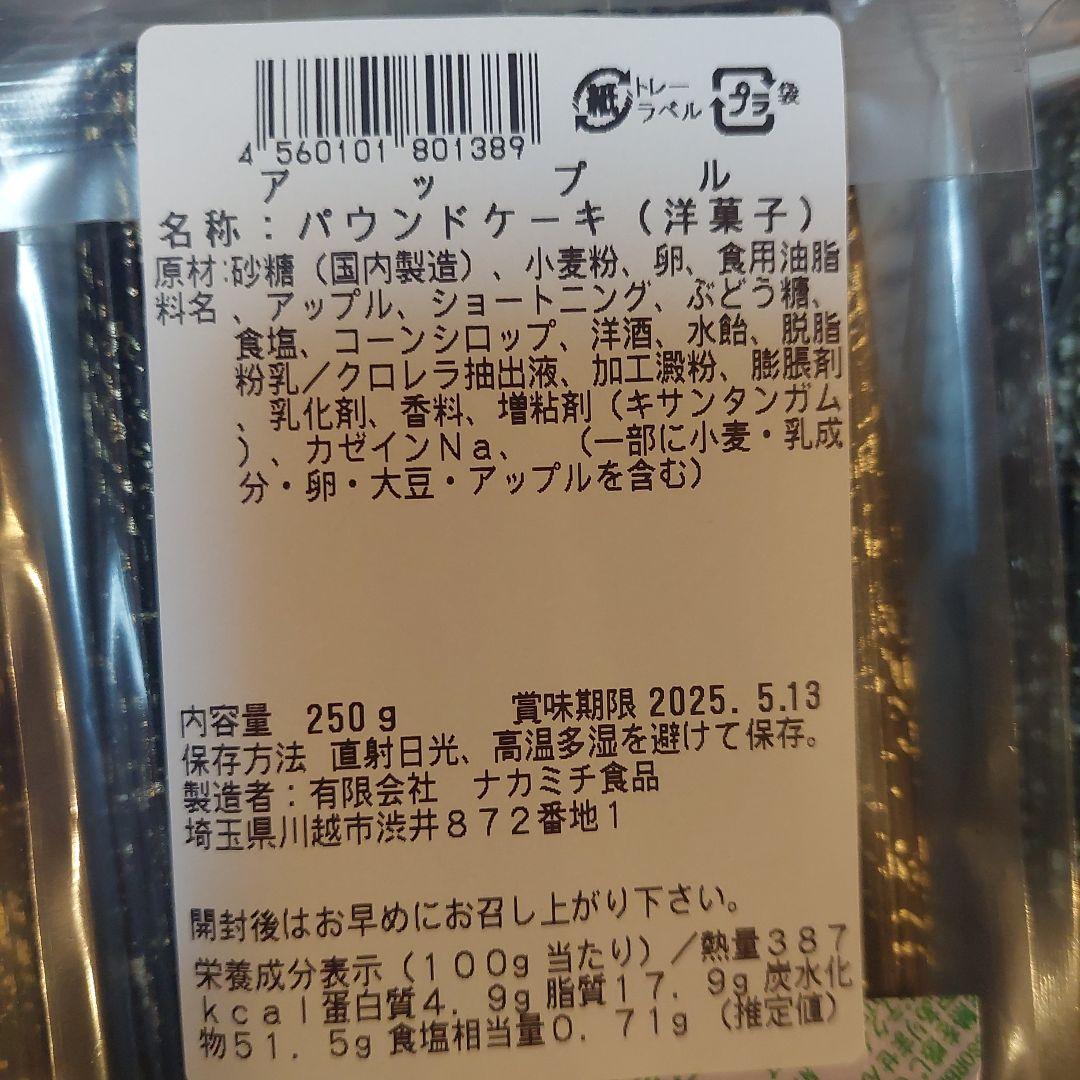 紙 トレー プラ 袋
ラベル
4 560101 801389
アップル
名称：パウンドケーキ（洋菓子）
原材:砂糖（国内製造）、小麦粉、卵、食用油脂
料名、アップル、ショートニング、ぶどう糖、
食塩、コーンシロップ、洋酒、水飴、脱脂
粉乳／クロレラ抽出液、加工澱粉、膨脹剤
、乳化剤、香料、増粘剤（キサンタンガム
）、カゼインＮａ、（一部に小麦・乳成
分・卵・大豆・アップルを含む）
内容量 250ｇ 賞味期限 2025. 5.13
保存方法 直射日光、高温多湿を避けて保存。
製造者：有限会社 ナカミチ食品
埼玉県川越市渋井８７２番地１
開封後はお早めにお召し上がり下さい。
栄養成分表示（１００ｇ当たり）／熱量３８７
ｋｃａｌ蛋白質４．９ｇ脂質１７．９ｇ炭水化
物５１．５ｇ食塩相当量０．７１ｇ（推定値）